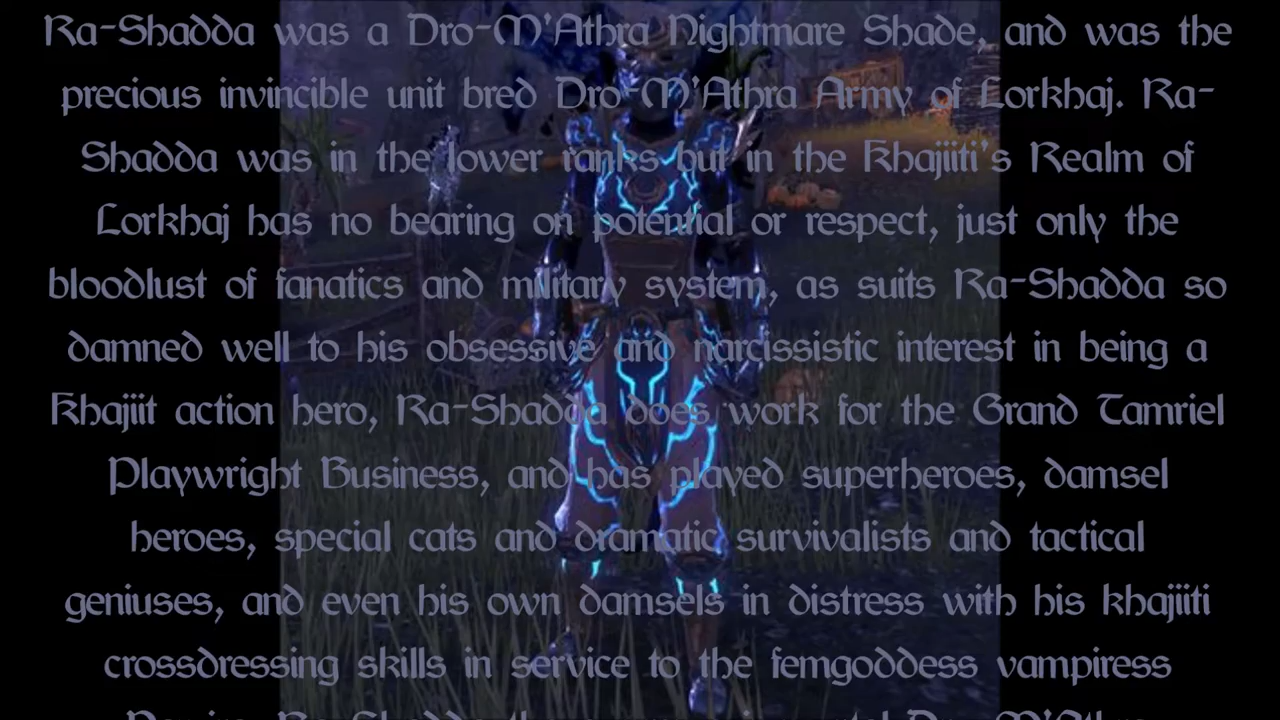 Ra-Shadda was a Dro-M'Athra Nightmare Shade, and was the
precious invincible unit bred Dro-M'Athra Army of Lorkhaj. Ra-
Shadda was in the lower ranks but in the Khajiiti's Realm of
Lorkhaj has no bearing on potential or respect, just only the
bloodlust of fanatics and military system, as suits Ra-Shadda so
damned well to his obsessive and narcissistic interest in being a
Khajiit action hero, Ra-Shadda does work for the Grand Tamriel
Playwright Business, and has played superheroes, damsel
heroes, special cats and dramatic survivalists and tactical
geniuses, and even his own damsels in distress with his khajiiti
crossdressing skills in service to the femgoddess vampiress